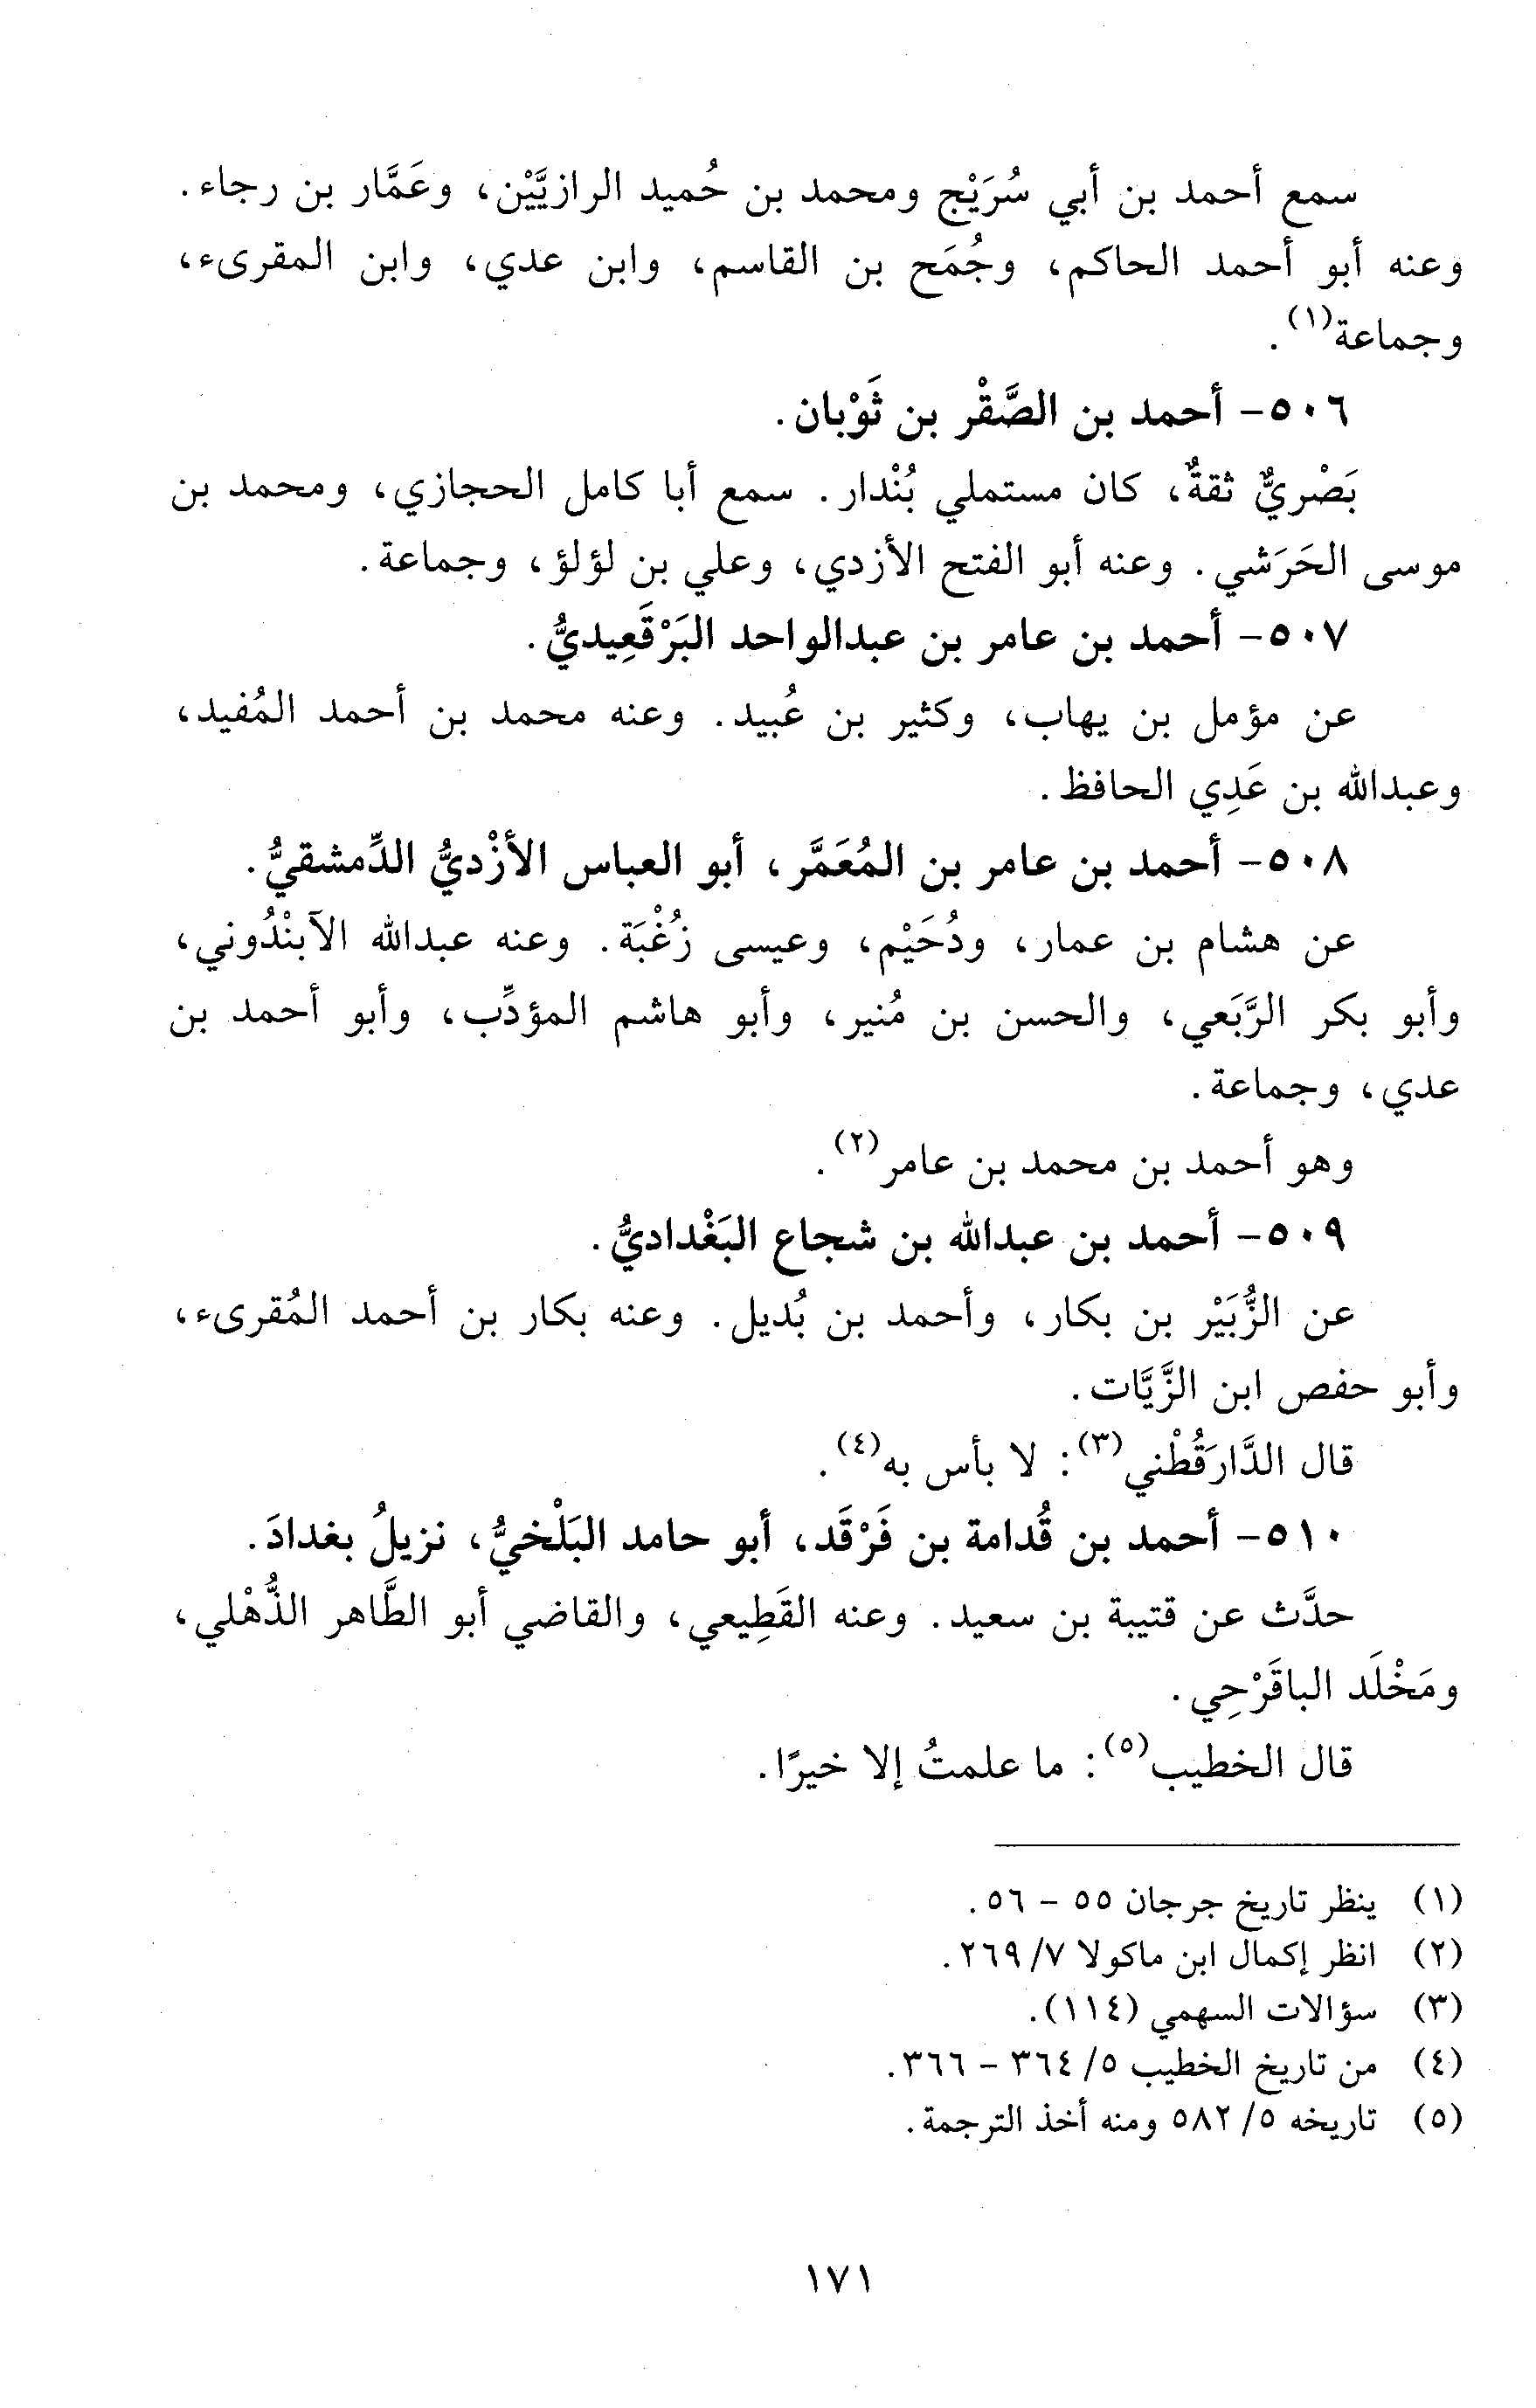 سمع أحمد بن أبي سُرَيْج ومحمد بن حُميد الرازيَّيْن، وعَمَّار بن رجاء.
وعنه أبو أحمد الحاكم، وجُمَح بن القاسم، وابن عدي، وابن المقرىء،
وجماعة(١).
٥٠٦- أحمد بن الصَّقْر بن ثَوْبان.
بَصْريٌّ ثقةٌ، كان مستملي بُنْدار. سمع أبا كامل الحجازي، ومحمد بن
موسى الحَرَشي. وعنه أبو الفتح الأزدي، وعلي بن لؤلؤ، وجماعة.
٥٠٧- أحمد بن عامر بن عبدالواحد البَرْقَعِيديُّ.
عن مؤمل بن يهاب، وكثير بن عُبيد. وعنه محمد بن أحمد المُفيد،
وعبدالله بن عَدِي الحافظ.
٥٠٨- أحمد بن عامر بن المُعَمَّر، أبو العباس الأزْديُّ الدِّمشقيُّ.
عن هشام بن عمار، ودُحَيْم، وعيسى زُغْبَة. وعنه عبدالله الآبنْدُوني،
وأبو بكر الرَّبَعي، والحسن بن مُنير، وأبو هاشم المؤدِّب، وأبو أحمد بن
عدي، وجماعة.
وهو أحمد بن محمد بن عامر(٢).
٥٠٩- أحمد بن عبدالله بن شجاع البَغْداديُّ.
عن الزُّبَيْر بن بكار، وأحمد بن بُديل. وعنه بكار بن أحمد المُقرىء،
وأبو حفص ابن الزَّيَّات.
قال الدَّارَقُطْني(٣): لا بأس به(٤).
٥١٠- أحمد بن قُدامة بن فَرْقَد، أبو حامد البَلْخيُّ، نزيلُ بغدادَ.
حدَّث عن قتيبة بن سعيد. وعنه القَطِيعي، والقاضي أبو الطَّاهر الذُّهْلي،
ومَخْلَد الباقَرْحِي.
قال الخطيب(٥): ما علمتُ إلا خيرًا.
(١) ينظر تاريخ جرجان ٥٥ - ٥٦.
(٢) انظر إكمال ابن ماكولا ٧/ ٢٦٩.
(٣) سؤالات السهمي (١١٤).
(٤) من تاريخ الخطيب ٥/ ٣٦٤ - ٣٦٦.
(٥) تاريخه ٥/ ٥٨٢ ومنه أخذ الترجمة.
١٧١